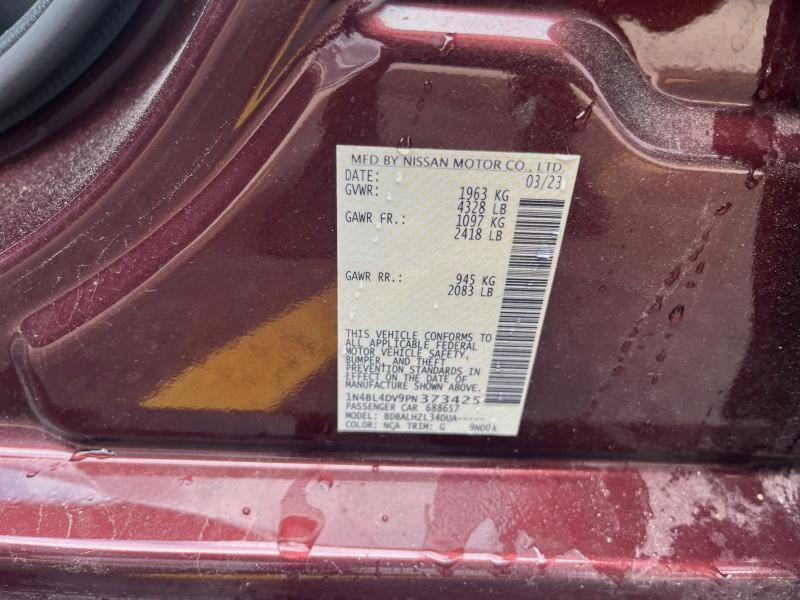 MFD BY NISSAN MOTOR CO., LTD
DATE: 03/23
GVWR: 1963 KG
4328 LB
GAWR FR.: 1097 KG
2418 LB
GAWR RR.: 945 KG
2083 LB
THIS VEHICLE CONFORMS TO
ALL APPLICABLE FEDERAL
MOTOR VEHICLE SAFETY,
BUMPER, AND THEFT
PREVENTION STANDARDS IN
EFFECT ON THE DATE OF
MANUFACTURE SHOWN ABOVE.
1N4BL4DV9PN373425
PASSENGER CAR 688657
MODEL: BDBALHZL34DUA-----
COLOR: NCA TRIM: G 9N00A